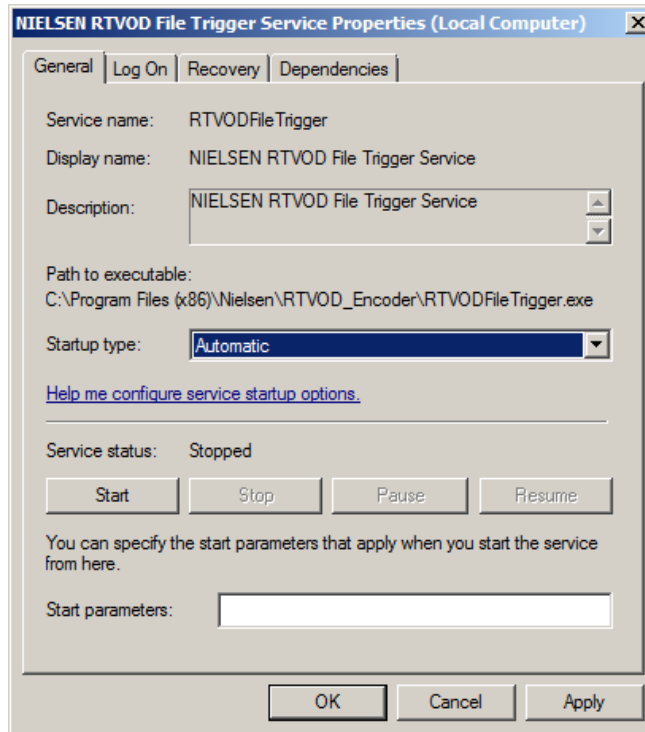 NIELSEN RTVOD File Trigger Service Properties (Local Computer)
General Log On Recovery Dependencies
Service name: RTVODFileTrigger
Display name: NIELSEN RTVOD File Trigger Service
Description: NIELSEN RTVOD File Trigger Service
Path to executable:
C:\Program Files (x86)\Nielsen\RTVOD_Encoder\RTVODFileTrigger.exe
Startup type: Automatic
Help me configure service startup options.
Service status: Stopped
Start Stop Pause Resume
You can specify the start parameters that apply when you start the service
from here.
Start parameters:
OK Cancel Apply